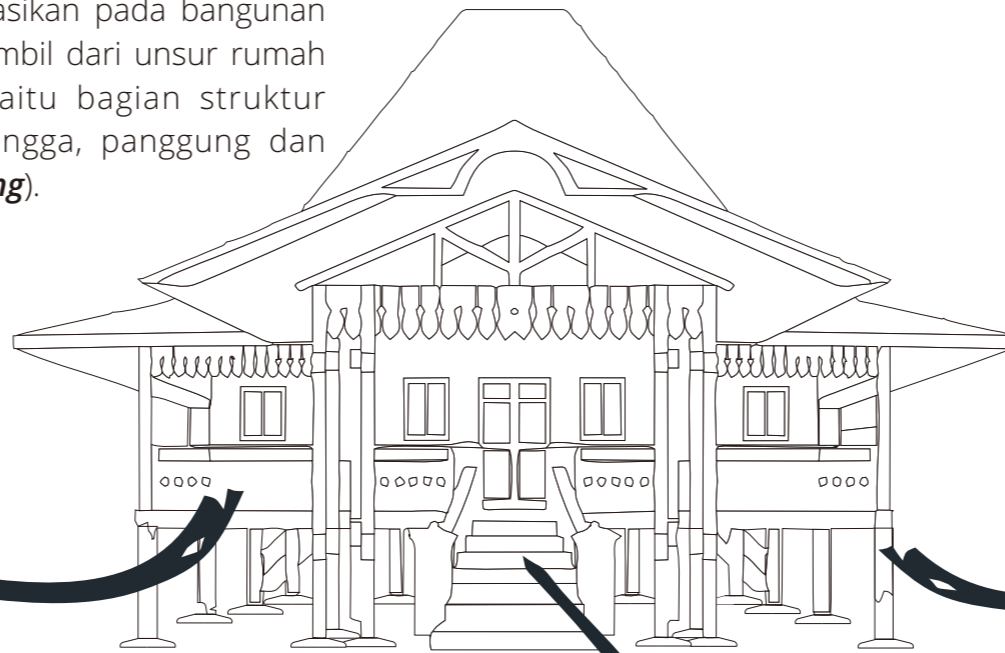 asikan pada bangunan
mbil dari unsur rumah
aitu bagian struktur
ngga, panggung dan
ng).